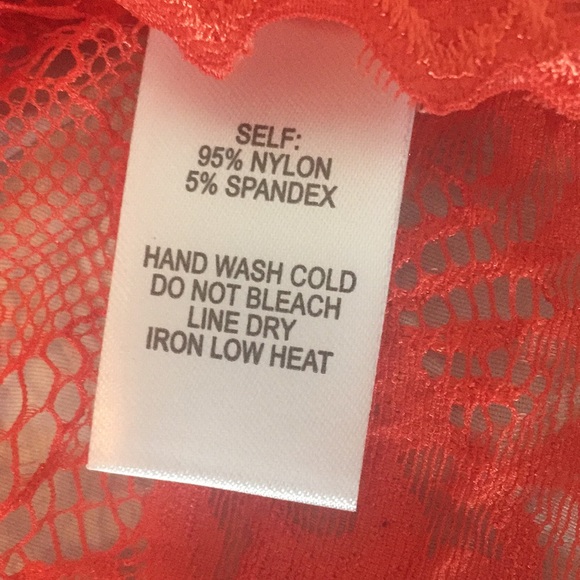 SELF:
95% NYLON
5% SPANDEX
HAND WASH COLD
DO NOT BLEACH
LINE DRY
IRON LOW HEAT